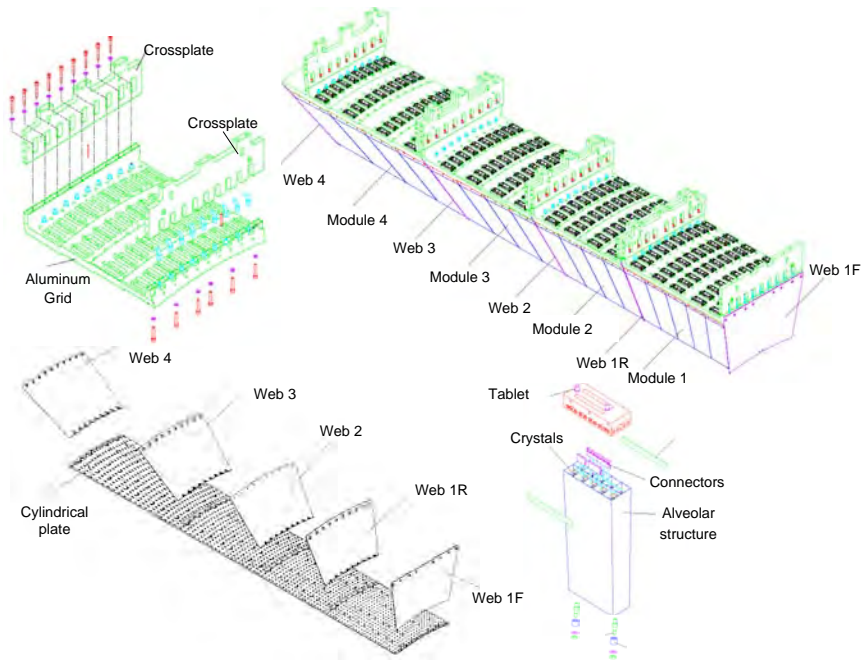 Crossplate
Crossplate
Aluminum
Grid
Web 4
Module 4
Web 3
Module 3
Web 2
Module 2
Web 1R
Module 1
Web 1F
Web 4
Web 3
Web 2
Web 1R
Web 1F
Cylindrical
plate
Tablet
Crystals
Connectors
Alveolar
structure